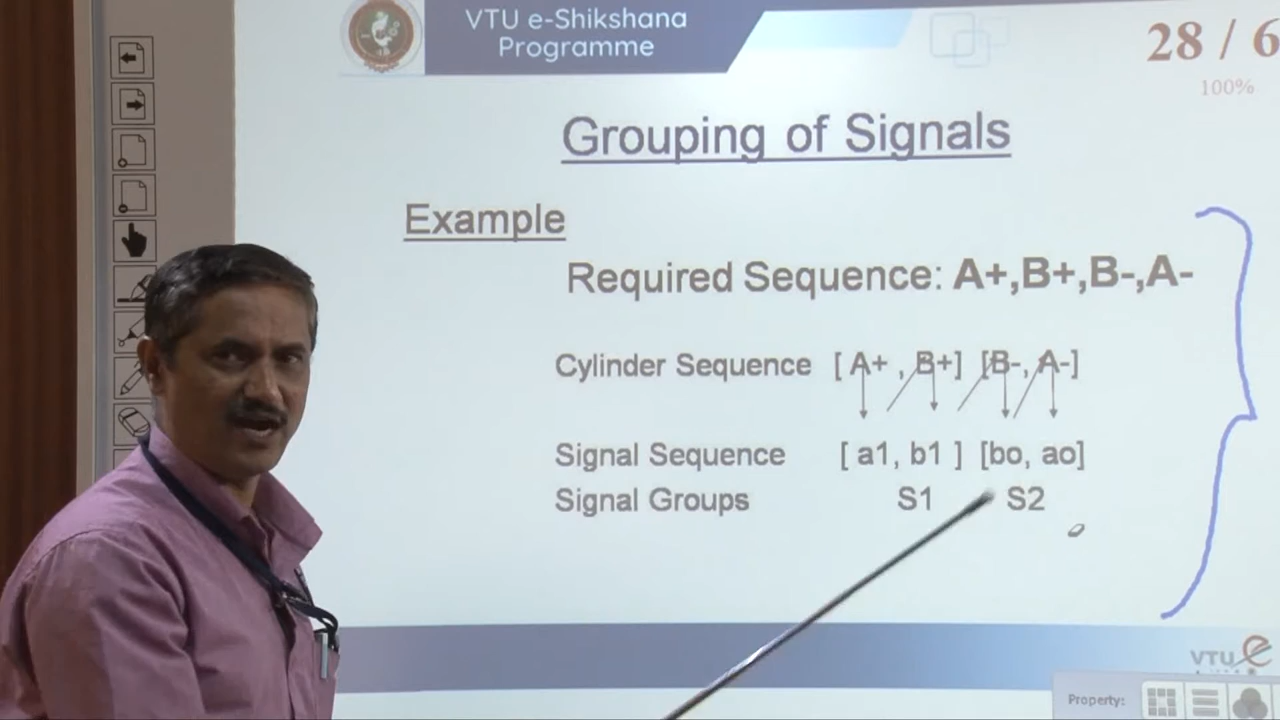 VTU e-Shikshana
Programme
28 / 6
100%
Grouping of Signals
Example
Required Sequence: A+,B+,B-,A-
Cylinder Sequence [ A+ , B+] [B-, A-]
Signal Sequence [ a1, b1 ] [bo, ao]
Signal Groups S1 S2
VTU e
Property: